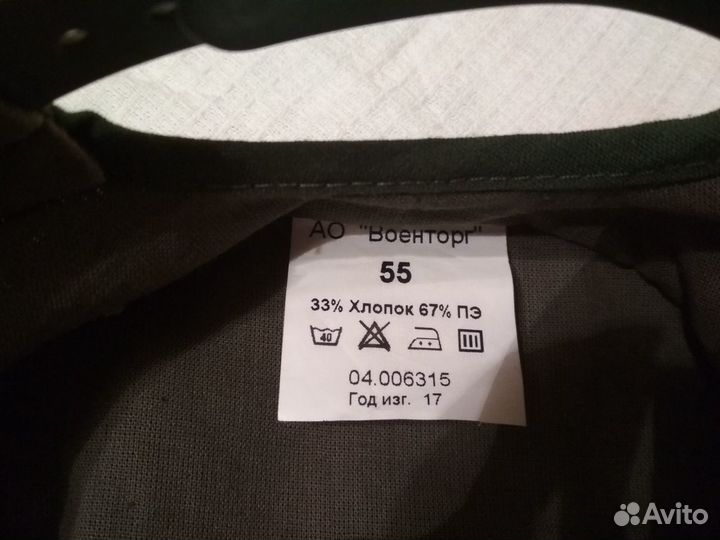 АО "Военторг"
55
33% Хлопок 67% ПЭ
40
04.006315
Год изг. 17
Avito